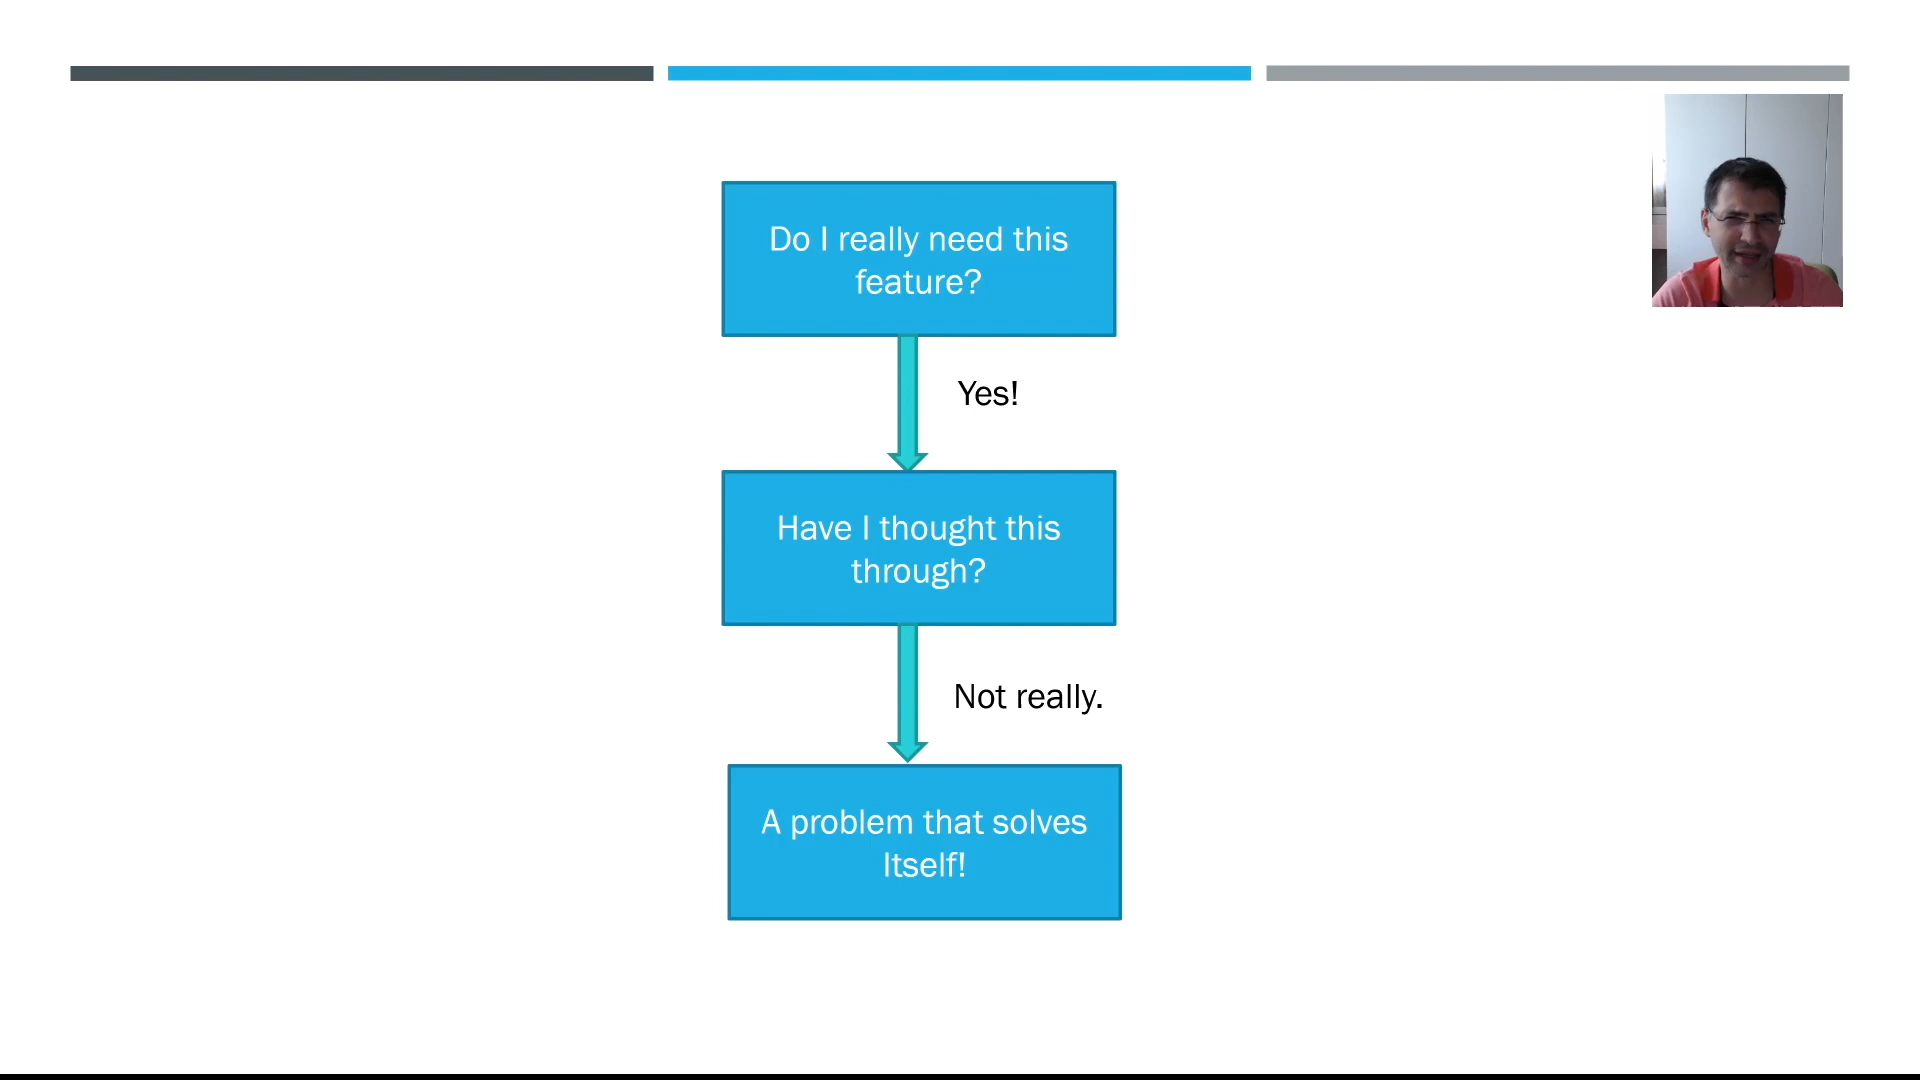 Do I really need this
feature?
Yes!
Have I thought this
through?
Not really.
A problem that solves
Itself!